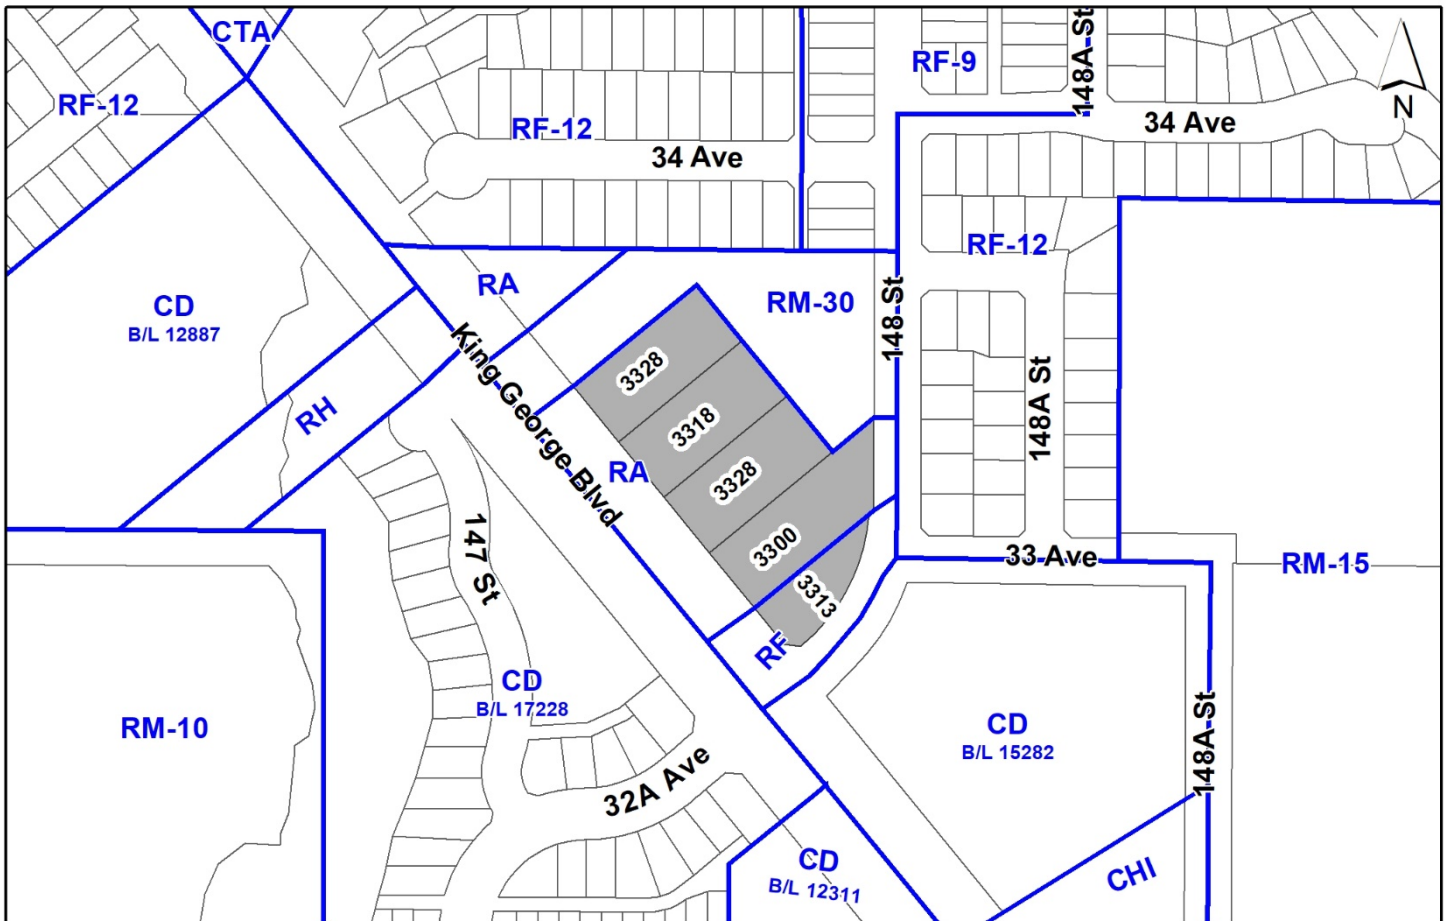 CTA
148A St
RF-9
RF-12
N
RF-12
34 Ave
34 Ave
RF-12
RA
RM-30
CD
B/L 12887
148 St
King George Blvd
3328
RH
148A St
3318
RA
3328
147 St
3300
33 Ave
RM-15
3313
RF
CD
B/L 17228
RM-10
CD
B/L 15282
148A St
32A Ave
CD
B/L 12311
CHI